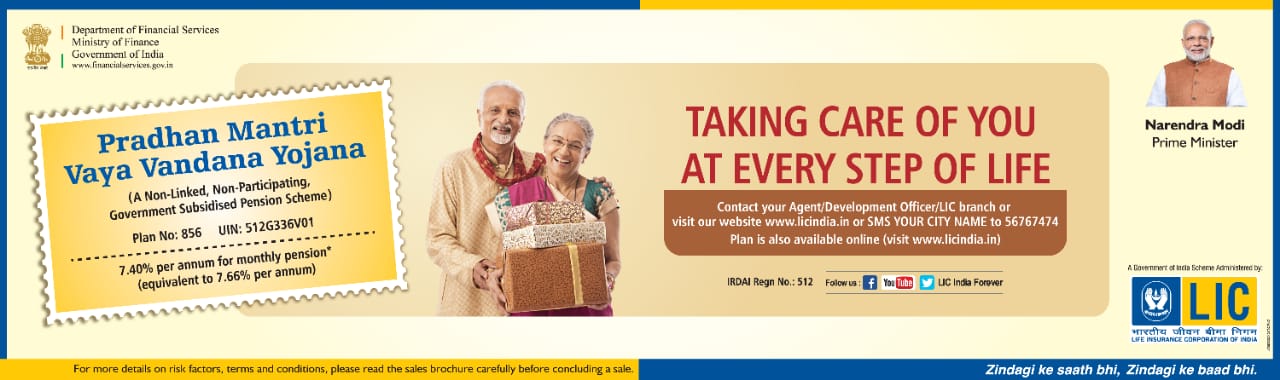 Department of Financial Services
Ministry of Finance
Government of India
www.financialservices.gov.in
Pradhan Mantri
Vaya Vandana Yojana
(A Non-Linked, Non-Participating,
Government Subsidised Pension Scheme)
Plan No: 856 UIN: 512G336V01
7.40% per annum for monthly pension*
(equivalent to 7.66% per annum)
TAKING CARE OF YOU
AT EVERY STEP OF LIFE
Contact your Agent/Development Officer/LIC branch or
visit our website www.licindia.in or SMS YOUR CITY NAME to 56767474
Plan is also available online (visit www.licindia.in)
IRDAI Regn No.: 512
Follow us : f YouTube LIC India Forever
Narendra Modi
Prime Minister
A Government of India Scheme Administered by:
LIC
भारतीय जीवन बीमा निगम
LIFE INSURANCE CORPORATION OF INDIA
For more details on risk factors, terms and conditions, please read the sales brochure carefully before concluding a sale.
Zindagi ke saath bhi, Zindagi ke baad bhi.